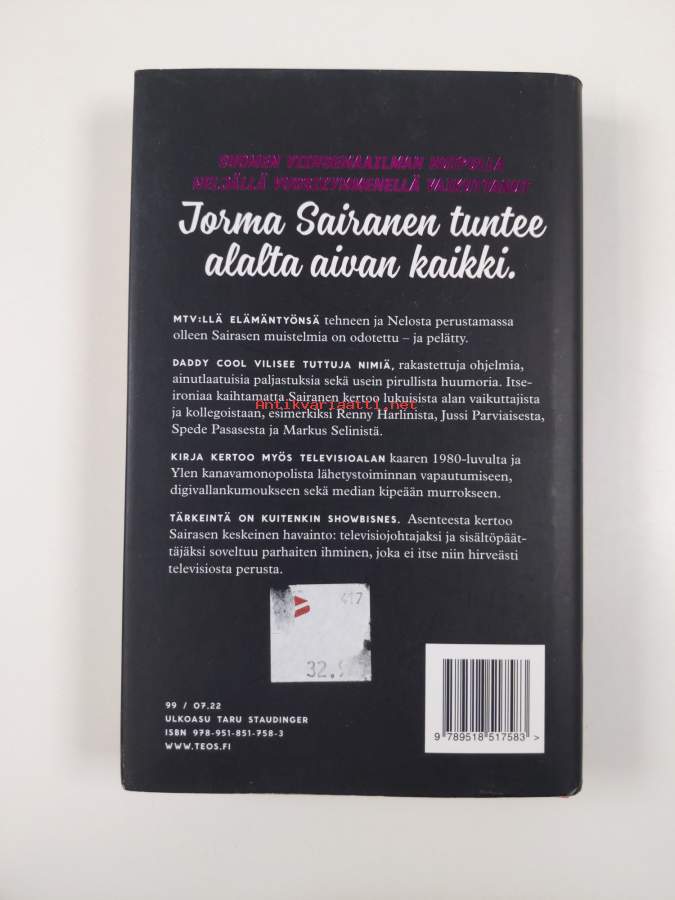 SUOMEN VIIHDEMAAILMAN HUIPULLA
NELJÄLLÄ VUOSIKYMMENELLÄ VAIKUTTANUT
Jorma Sairanen tuntee
alalta aivan kaikki.
MTV:LLÄ ELÄMÄNTYÖNSÄ tehneen ja Nelosta perustamassa
olleen Sairasen muistelmia on odotettu – ja pelätty.
DADDY COOL VILISEE TUTTUJA NIMIÄ, rakastettuja ohjelmia,
ainutlaatuisia paljastuksia sekä usein pirullista huumoria. Itse-
ironiaa kaihtamatta Sairanen kertoo lukuisista alan vaikuttajista
Antikvariaatti.net
ja kollegoistaan, esimerkiksi Renny Harlinista, Jussi Parviaisesta,
Spede Pasasesta ja Markus Selinistä.
KIRJA KERTOO MYÖS TELEVISIOALAN kaaren 1980-luvulta ja
Ylen kanavamonopolista lähetystoiminnan vapautumiseen,
digivallankumoukseen sekä median kipeään murrokseen.
TÄRKEINTÄ ON KUITENKIN SHOWBISNES. Asenteesta kertoo
Sairasen keskeinen havainto: televisiojohtajaksi ja sisältöpäät-
täjäksi soveltuu parhaiten ihminen, joka ei itse niin hirveästi
televisiosta perusta.
417
32.
99 / 07.22
ULKOASU TARU STAUDINGER
ISBN 978-951-851-758-3
WWW.TEOS.FI
9 789518 517583 >